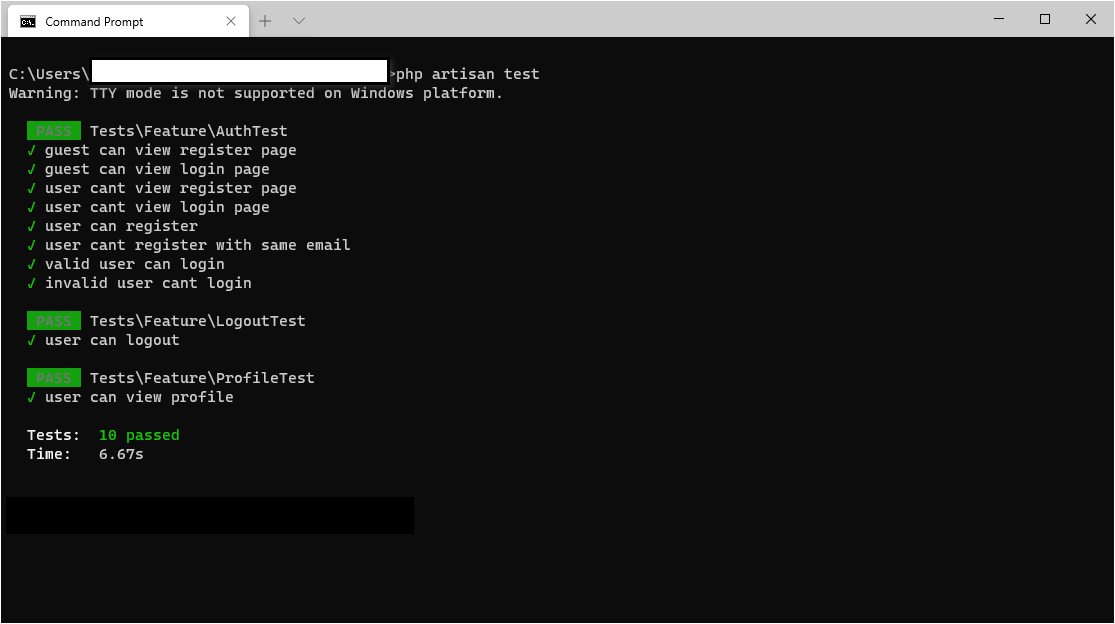 Command Prompt
C:\Users\ >php artisan test
Warning: TTY mode is not supported on Windows platform.
PASS Tests\Feature\AuthTest
✓ guest can view register page
✓ guest can view login page
✓ user cant view register page
✓ user cant view login page
✓ user can register
✓ user cant register with same email
✓ valid user can login
✓ invalid user cant login
PASS Tests\Feature\LogoutTest
✓ user can logout
PASS Tests\Feature\ProfileTest
✓ user can view profile
Tests: 10 passed
Time: 6.67s